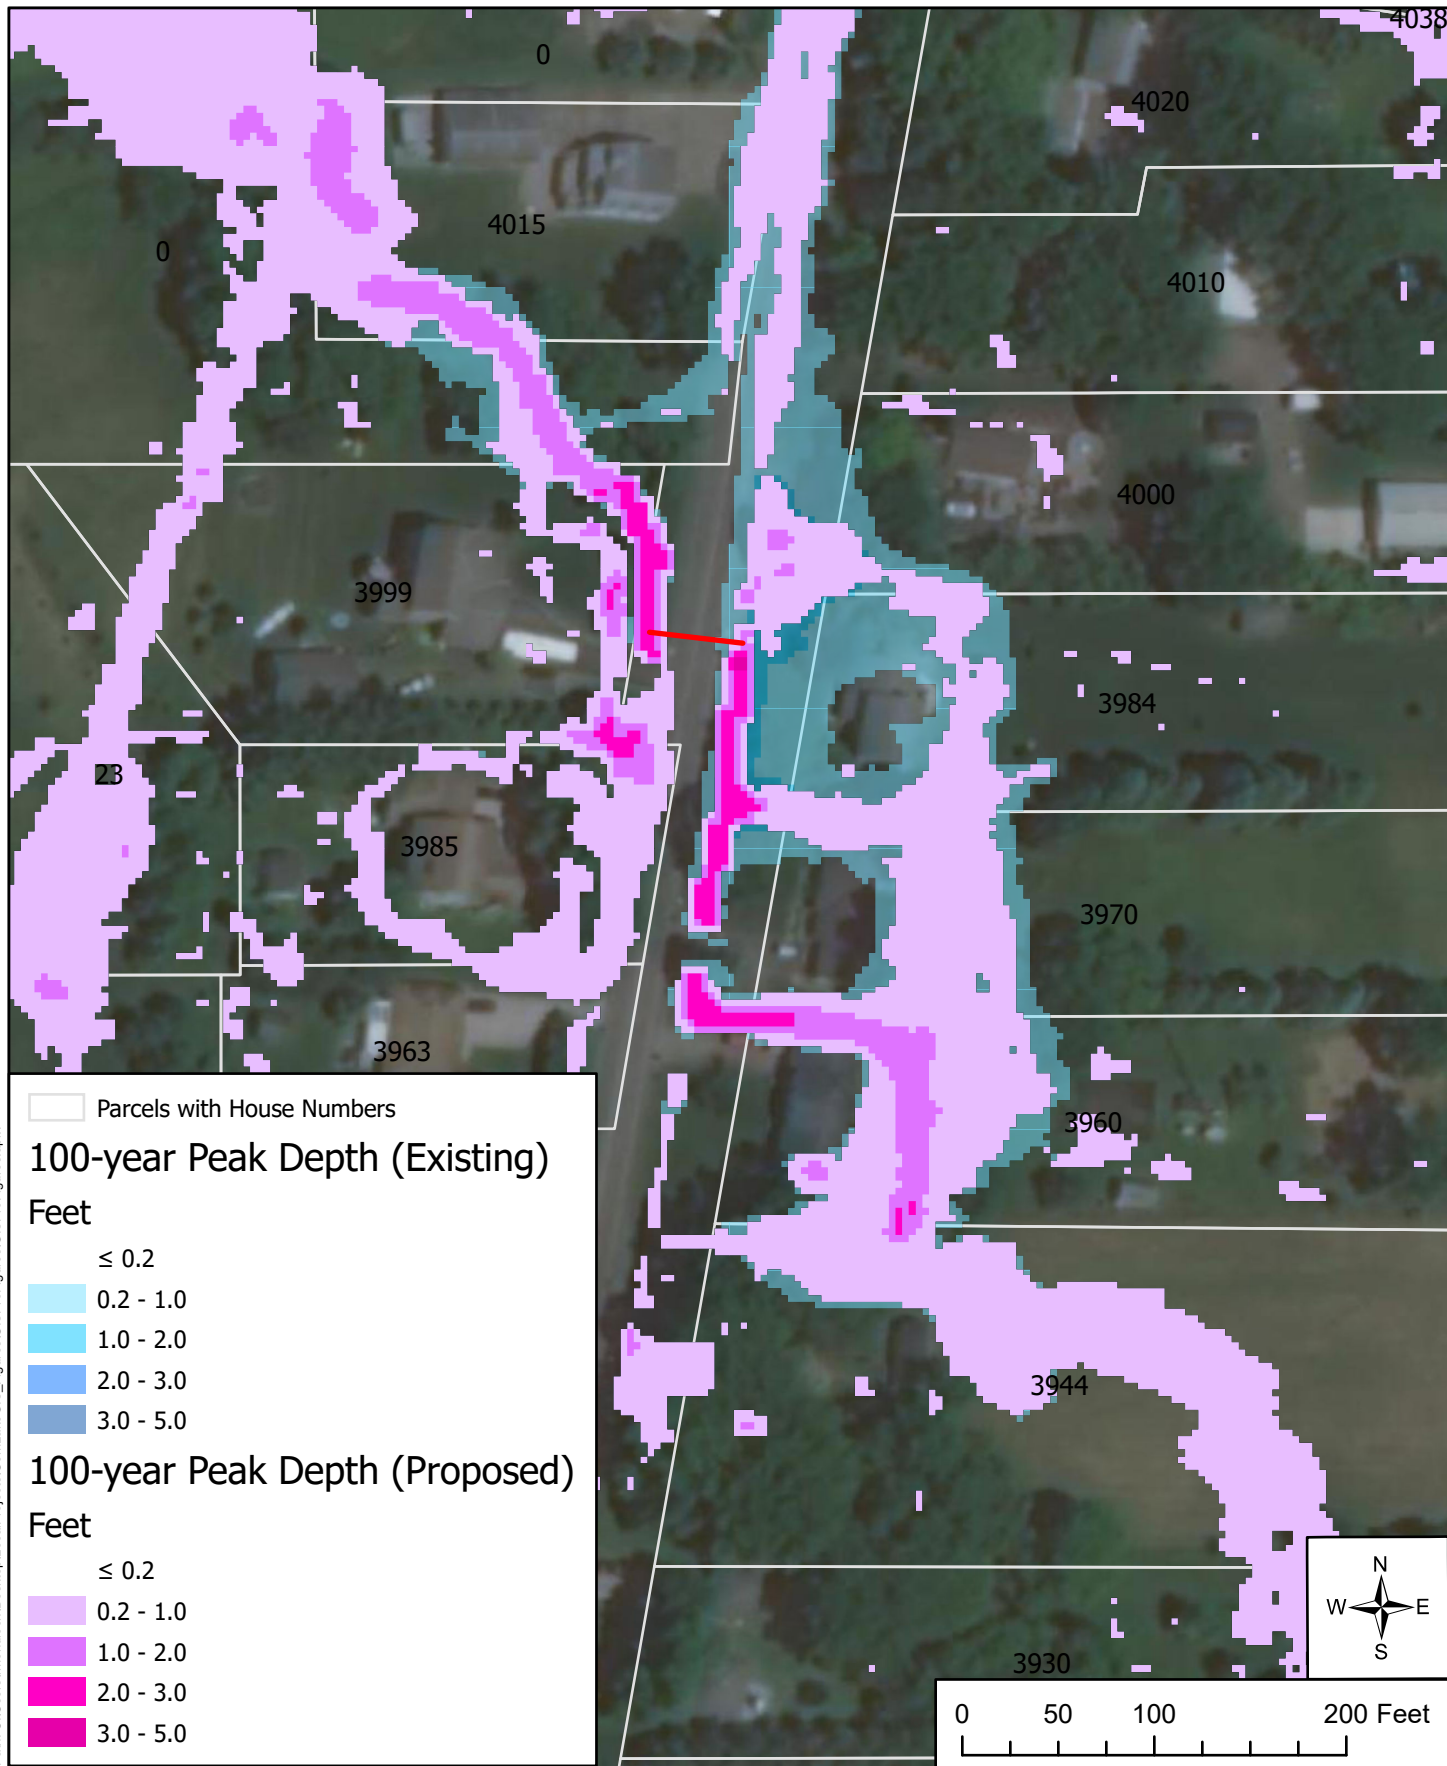 4038
0
4020
4015
0
4010
4000
3999
3984
23
3985
3970
3963
3960
3944
3930
Parcels with House Numbers
100-year Peak Depth (Existing)
Feet
≤ 0.2
0.2 - 1.0
1.0 - 2.0
2.0 - 3.0
3.0 - 5.0
100-year Peak Depth (Proposed)
Feet
≤ 0.2
0.2 - 1.0
1.0 - 2.0
2.0 - 3.0
3.0 - 5.0
N
W E
S
0 50 100 200 Feet